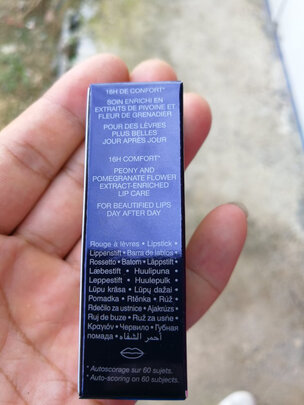 16H DE CONFORT*
SOIN ENRICHI EN
EXTRAITS DE PIVOINE ET
FLEUR DE GRENADIER
POUR DES LÈVRES
PLUS BELLES
JOUR APRÈS JOUR
16H COMFORT*
PEONY AND
POMEGRANATE FLOWER
EXTRACT-ENRICHED
LIP CARE
FOR BEAUTIFIED LIPS
DAY AFTER DAY
Rouge à lèvres • Lipstick •
Lippenstift • Barra de labios •
Rossetto • Batom • Läppstift •
Læbestift • Huulipuna •
Leppestift • Huulepulk •
Lūpu krāsa • Lūpų dažai •
Pomadka • Rtěnka • Rúž •
Rdečilo za ustnice • Ajakrúzs •
Ruj de buze • Ruž za usne •
Κραγιόν • Червило • Губная
помада • أحمر الشفاه
* Autoscorage sur 60 sujets.
* Auto-scoring on 60 subjects.